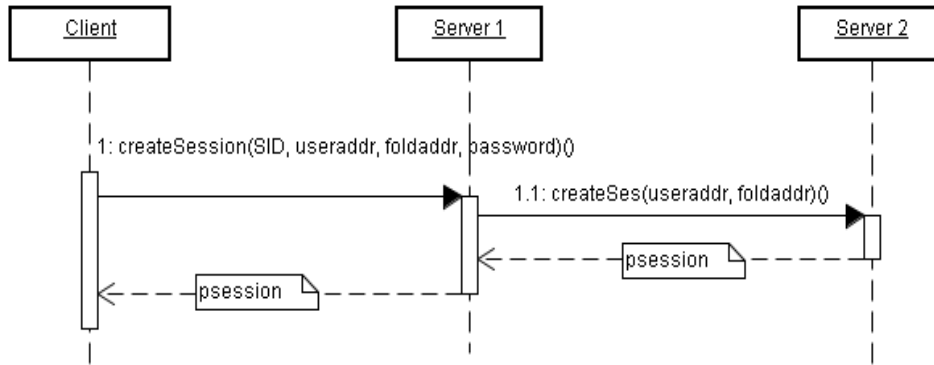 Client
Server 1
Server 2
1: createSession(SID, useraddr, foldaddr, password)()
1.1: createSes(useraddr, foldaddr)()
psession
psession